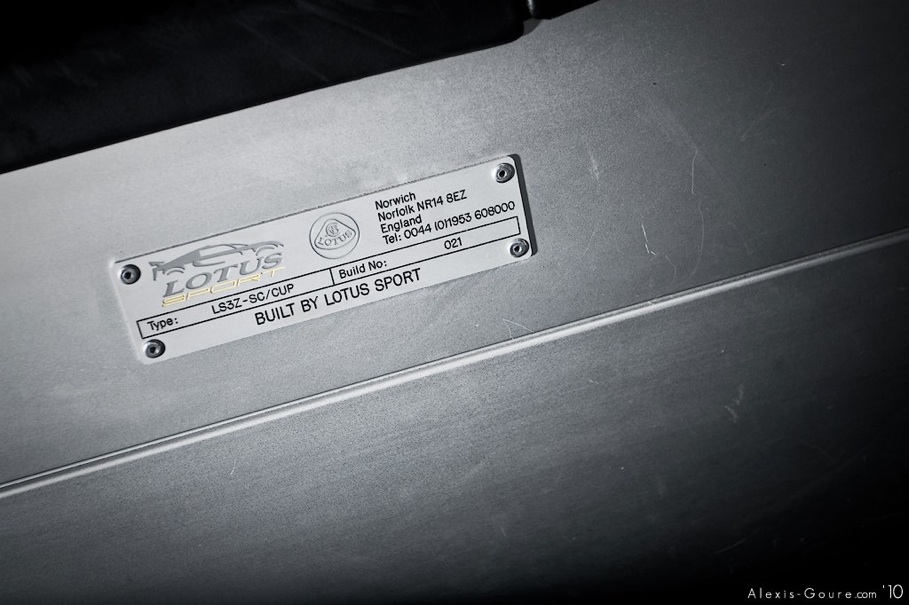 LOTUS
SPORT
LOTUS
Norwich
Norfolk NR14 8EZ
England
Tel: 0044 (0)1953 608000
Type: LS3Z-SC/CUP
Build No: 021
BUILT BY LOTUS SPORT
Alexis-Goure.com '10